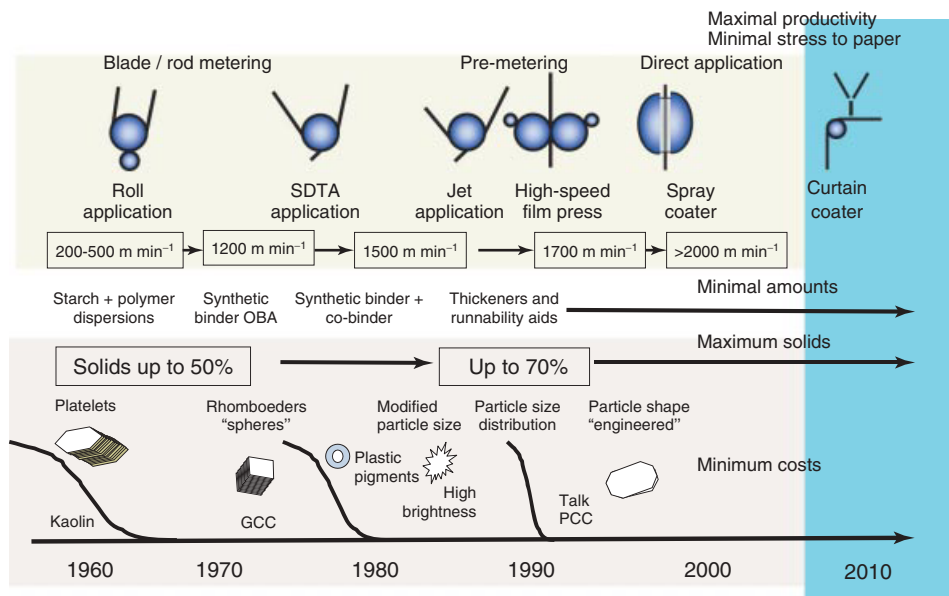 Maximal productivity
Minimal stress to paper
Blade / rod metering
Pre-metering
Direct application
Roll
application
SDTA
application
Jet
application
High-speed
film press
Spray
coater
Curtain
coater
200-500 m min⁻¹
1200 m min⁻¹
1500 m min⁻¹
1700 m min⁻¹
>2000 m min⁻¹
Minimal amounts
Starch + polymer
dispersions
Synthetic
binder OBA
Synthetic binder +
co-binder
Thickeners and
runnability aids
Maximum solids
Solids up to 50%
Up to 70%
Platelets
Rhomboeders
“spheres”
Modified
particle size
Particle size
distribution
Particle shape
“engineered”
Plastic
pigments
High
brightness
Minimum costs
Kaolin
GCC
Talk
PCC
1960
1970
1980
1990
2000
2010